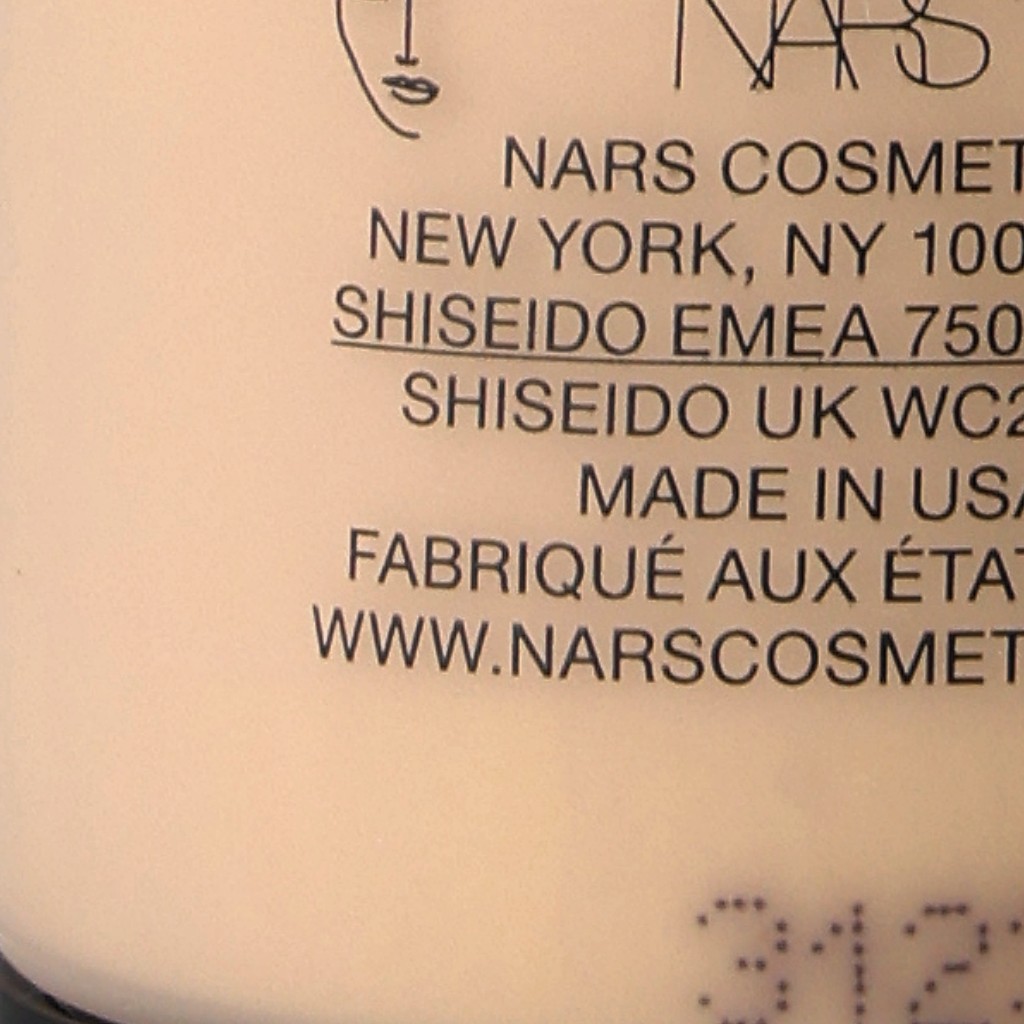 NARS
NARS COSMET
NEW YORK, NY 100
SHISEIDO EMEA 750
SHISEIDO UK WC2
MADE IN USA
FABRIQUÉ AUX ÉTAT
WWW.NARSCOSMET
312